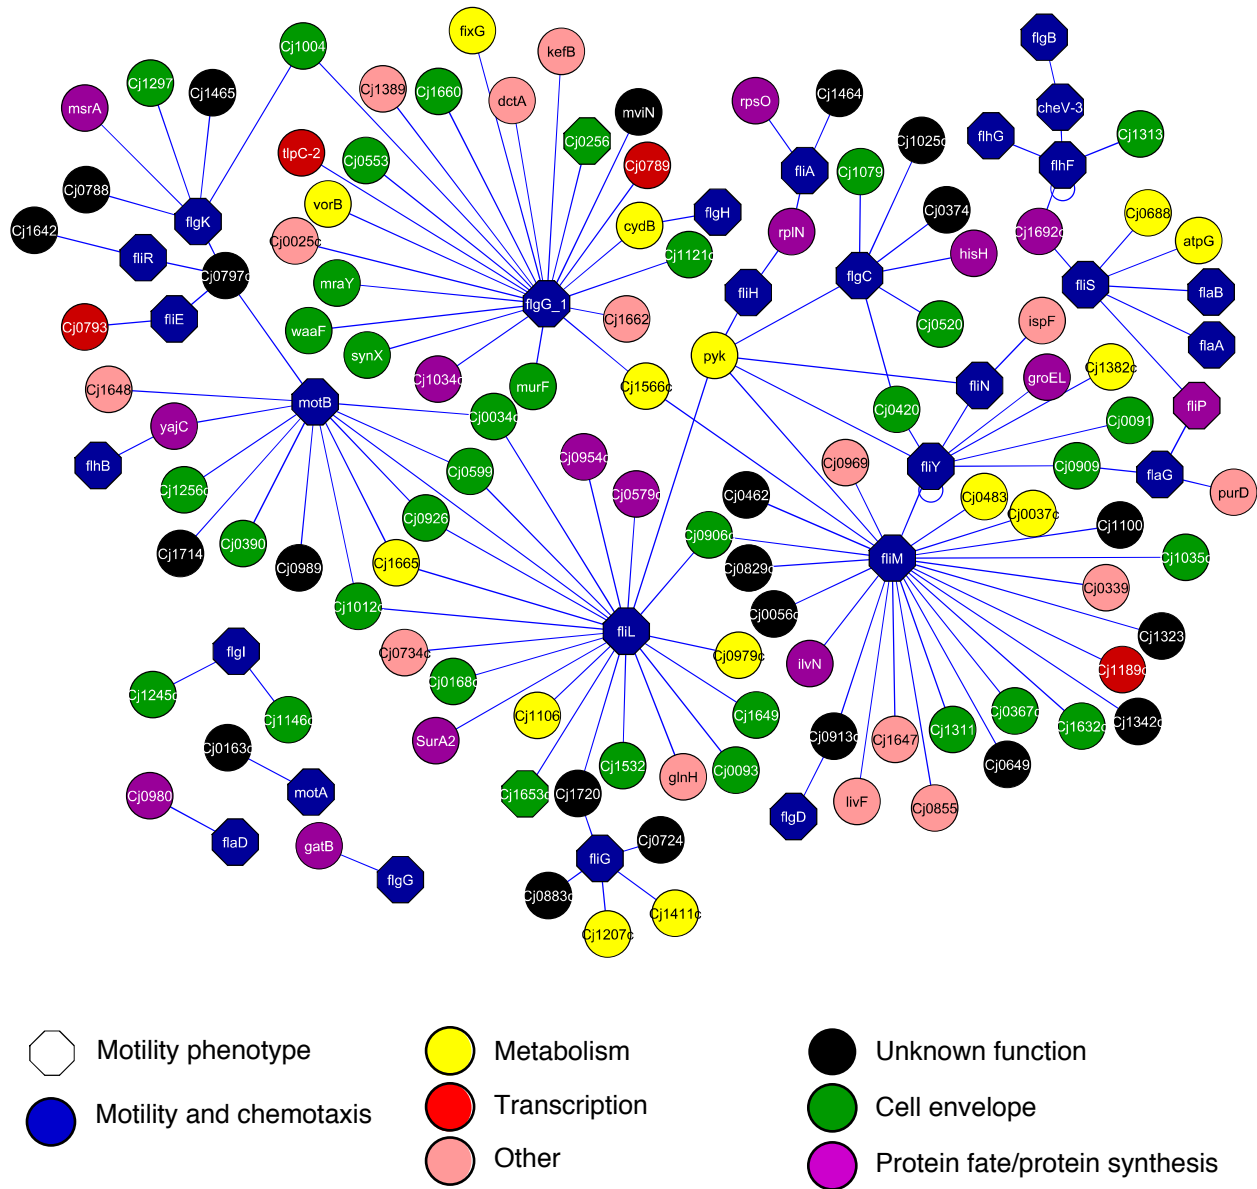 fixG
flgB
Cj1004
kefB
Cj1297
Cj1465
Cj1389
Cj1660
dctA
rpsO
Cj1464
msrA
mviN
cheV-3
flhG
Cj1313
Cj0256
Cj1025c
tlpC-2
Cj0553
Cj0789
fliA
Cj1079
flhF
Cj0788
vorB
flgH
Cj0374
Cj0688
flgK
cydB
rplN
Cj1692c
atpG
Cj1642
Cj0025c
Cj1121c
hisH
fliR
Cj0797c
mraY
flgG_1
fliH
flgC
fliS
flaB
Cj0793
fliE
waaF
Cj1662
Cj0520
ispF
flaA
synX
pyk
Cj1034c
murF
Cj1566c
fliN
groEL
Cj1382c
Cj1648
motB
Cj0034c
Cj0420
fliP
yajC
Cj0091
flhB
Cj0599
Cj0954c
Cj0969
fliY
Cj0909
flaG
Cj1256c
Cj0579c
Cj0462
Cj0483
purD
Cj0926
Cj0037c
Cj0390
Cj0906c
Cj1100
Cj1714
Cj0989
Cj1665
Cj0829c
fliM
Cj1035c
Cj1012c
Cj0056c
Cj0339
fliL
Cj1323
flgI
Cj0734c
Cj0979c
ilvN
Cj1189c
Cj1245c
Cj0168c
Cj1146c
Cj1106
Cj1649
Cj0367c
Cj1632c
Cj1342c
Cj0163c
SurA2
Cj0913c
Cj1647
Cj1311
Cj0649
Cj1532
glnH
Cj0093
Cj0980
motA
Cj1653c
Cj1720
livF
Cj0855
flgD
flaD
gatB
Cj0724
flgG
fliG
Cj0883c
Cj1207c
Cj1411c
Motility phenotype
Metabolism
Unknown function
Motility and chemotaxis
Transcription
Cell envelope
Other
Protein fate/protein synthesis